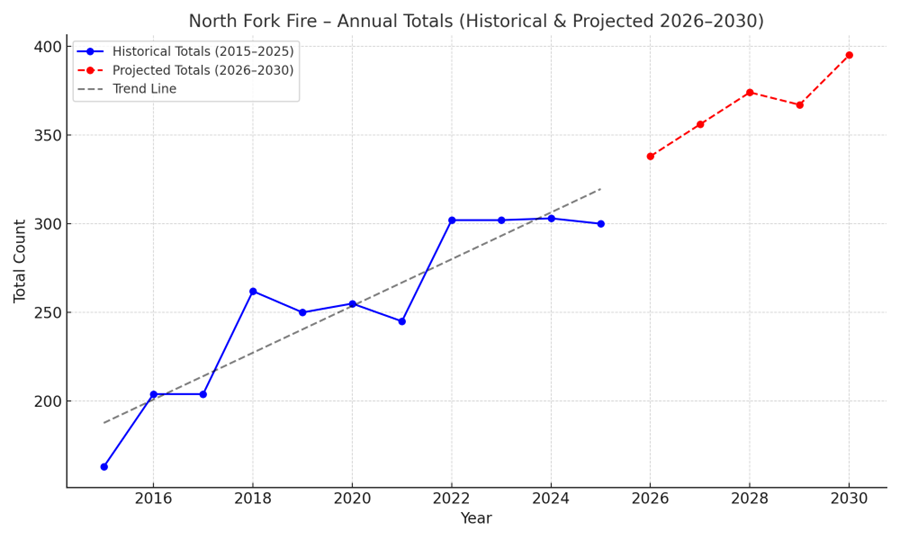 North Fork Fire – Annual Totals (Historical & Projected 2026–2030)
Historical Totals (2015–2025)
Projected Totals (2026–2030)
Trend Line
Total Count
400
350
300
250
200
2016 2018 2020 2022 2024 2026 2028 2030
Year